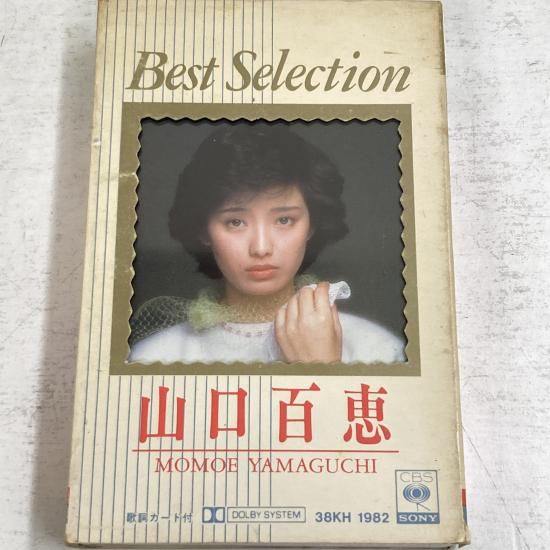 Best Selection
山口百恵
MOMOE YAMAGUCHI
歌詞カード付 DOLBY SYSTEM 38KH 1982
CBS
SONY